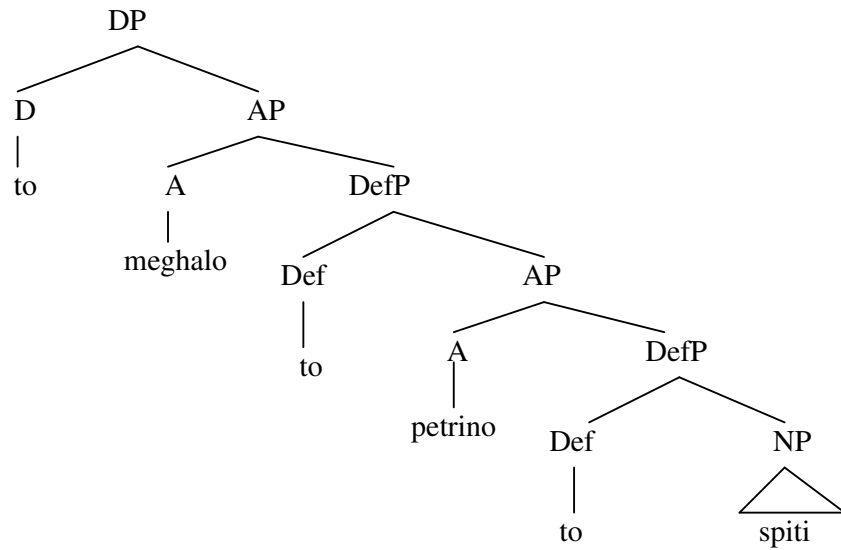 DP
D AP
to A DefP
meghalo Def AP
to A DefP
petrino Def NP
to spiti